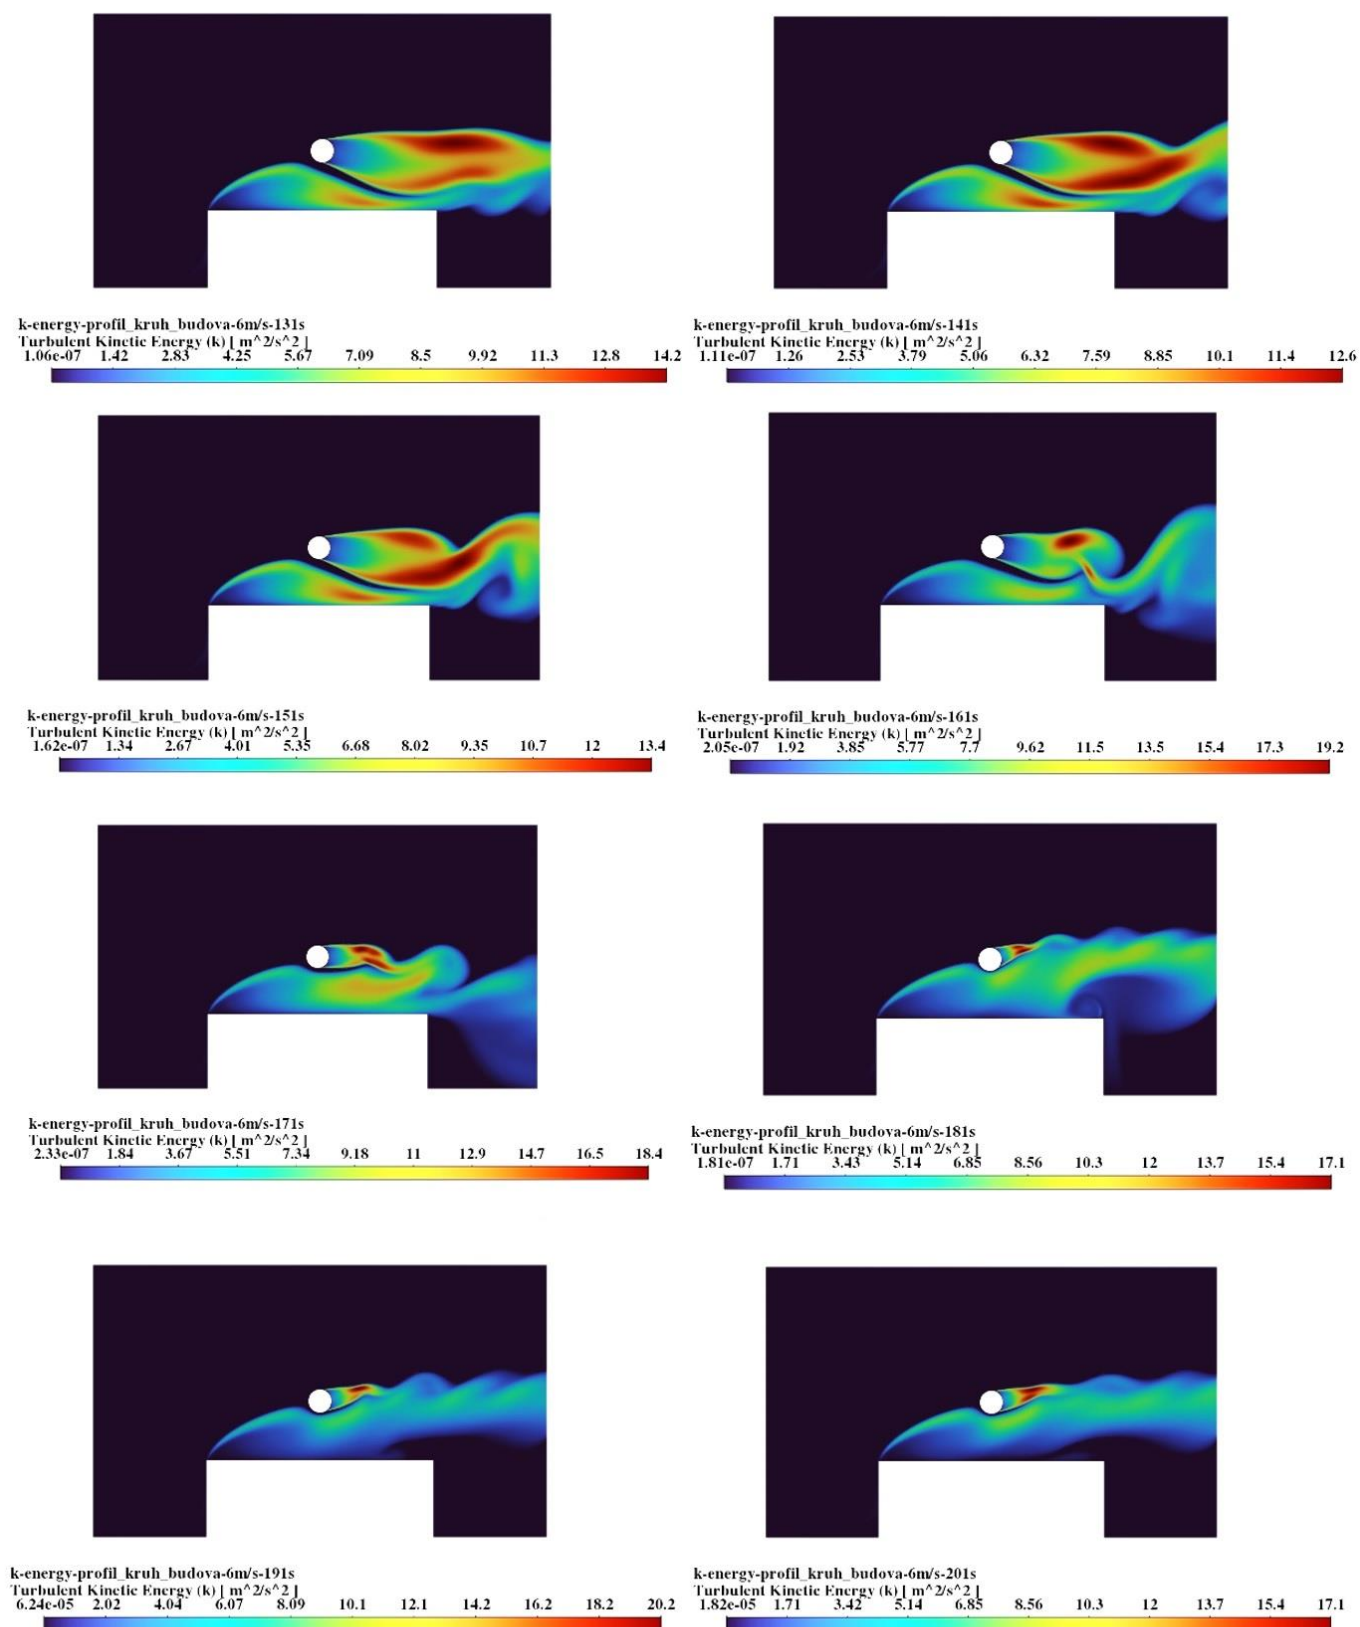 k-energy-profil_kruh_budova-6m/s-131s
Turbulent Kinetic Energy (k) [ m^2/s^2 ]
1.06e-07 1.42 2.83 4.25 5.67 7.09 8.5 9.92 11.3 12.8 14.2
k-energy-profil_kruh_budova-6m/s-141s
Turbulent Kinetic Energy (k) [ m^2/s^2 ]
1.11e-07 1.26 2.53 3.79 5.06 6.32 7.59 8.85 10.1 11.4 12.6
k-energy-profil_kruh_budova-6m/s-151s
Turbulent Kinetic Energy (k) [ m^2/s^2 ]
1.62e-07 1.34 2.67 4.01 5.35 6.68 8.02 9.35 10.7 12 13.4
k-energy-profil_kruh_budova-6m/s-161s
Turbulent Kinetic Energy (k) [ m^2/s^2 ]
2.05e-07 1.92 3.85 5.77 7.7 9.62 11.5 13.5 15.4 17.3 19.2
k-energy-profil_kruh_budova-6m/s-171s
Turbulent Kinetic Energy (k) [ m^2/s^2 ]
2.33e-07 1.84 3.67 5.51 7.34 9.18 11 12.9 14.7 16.5 18.4
k-energy-profil_kruh_budova-6m/s-181s
Turbulent Kinetic Energy (k) [ m^2/s^2 ]
1.81e-07 1.71 3.43 5.14 6.85 8.56 10.3 12 13.7 15.4 17.1
k-energy-profil_kruh_budova-6m/s-191s
Turbulent Kinetic Energy (k) [ m^2/s^2 ]
6.24e-05 2.02 4.04 6.07 8.09 10.1 12.1 14.2 16.2 18.2 20.2
k-energy-profil_kruh_budova-6m/s-201s
Turbulent Kinetic Energy (k) [ m^2/s^2 ]
1.82e-05 1.71 3.42 5.14 6.85 8.56 10.3 12 13.7 15.4 17.1